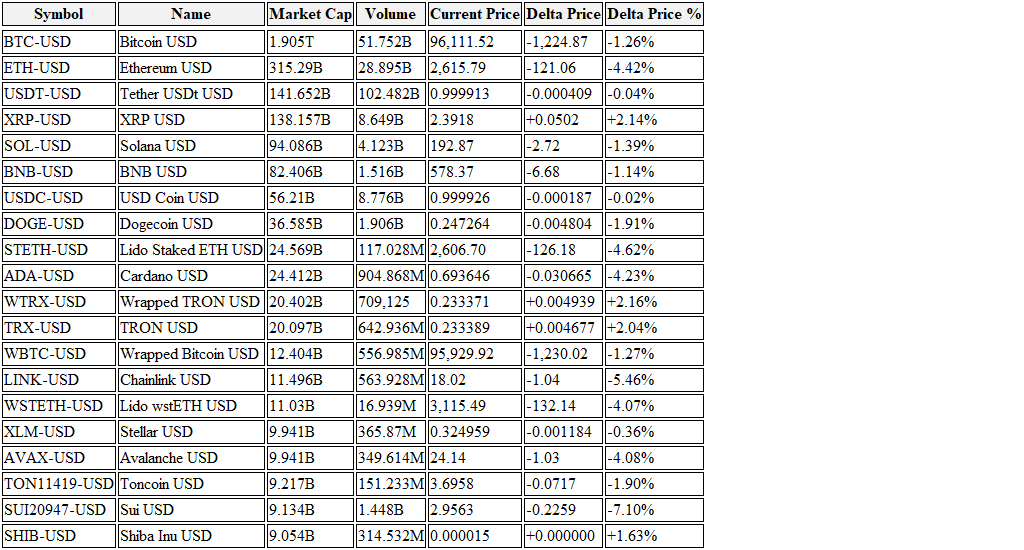 Symbol Name Market Cap Volume Current Price Delta Price Delta Price %
BTC-USD Bitcoin USD 1.905T 51.752B 96,111.52 -1,224.87 -1.26%
ETH-USD Ethereum USD 315.29B 28.895B 2,615.79 -121.06 -4.42%
USDT-USD Tether USDt USD 141.652B 102.482B 0.999913 -0.000409 -0.04%
XRP-USD XRP USD 138.157B 8.649B 2.3918 +0.0502 +2.14%
SOL-USD Solana USD 94.086B 4.123B 192.87 -2.72 -1.39%
BNB-USD BNB USD 82.406B 1.516B 578.37 -6.68 -1.14%
USDC-USD USD Coin USD 56.21B 8.776B 0.999926 -0.000187 -0.02%
DOGE-USD Dogecoin USD 36.585B 1.906B 0.247264 -0.004804 -1.91%
STETH-USD Lido Staked ETH USD 24.569B 117.028M 2,606.70 -126.18 -4.62%
ADA-USD Cardano USD 24.412B 904.868M 0.693646 -0.030665 -4.23%
WTRX-USD Wrapped TRON USD 20.402B 709,125 0.233371 +0.004939 +2.16%
TRX-USD TRON USD 20.097B 642.936M 0.233389 +0.004677 +2.04%
WBTC-USD Wrapped Bitcoin USD 12.404B 556.985M 95,929.92 -1,230.02 -1.27%
LINK-USD Chainlink USD 11.496B 563.928M 18.02 -1.04 -5.46%
WSTETH-USD Lido wstETH USD 11.03B 16.939M 3,115.49 -132.14 -4.07%
XLM-USD Stellar USD 9.941B 365.87M 0.324959 -0.001184 -0.36%
AVAX-USD Avalanche USD 9.941B 349.614M 24.14 -1.03 -4.08%
TON11419-USD Toncoin USD 9.217B 151.233M 3.6958 -0.0717 -1.90%
SUI20947-USD Sui USD 9.134B 1.448B 2.9563 -0.2259 -7.10%
SHIB-USD Shiba Inu USD 9.054B 314.532M 0.000015 +0.000000 +1.63%